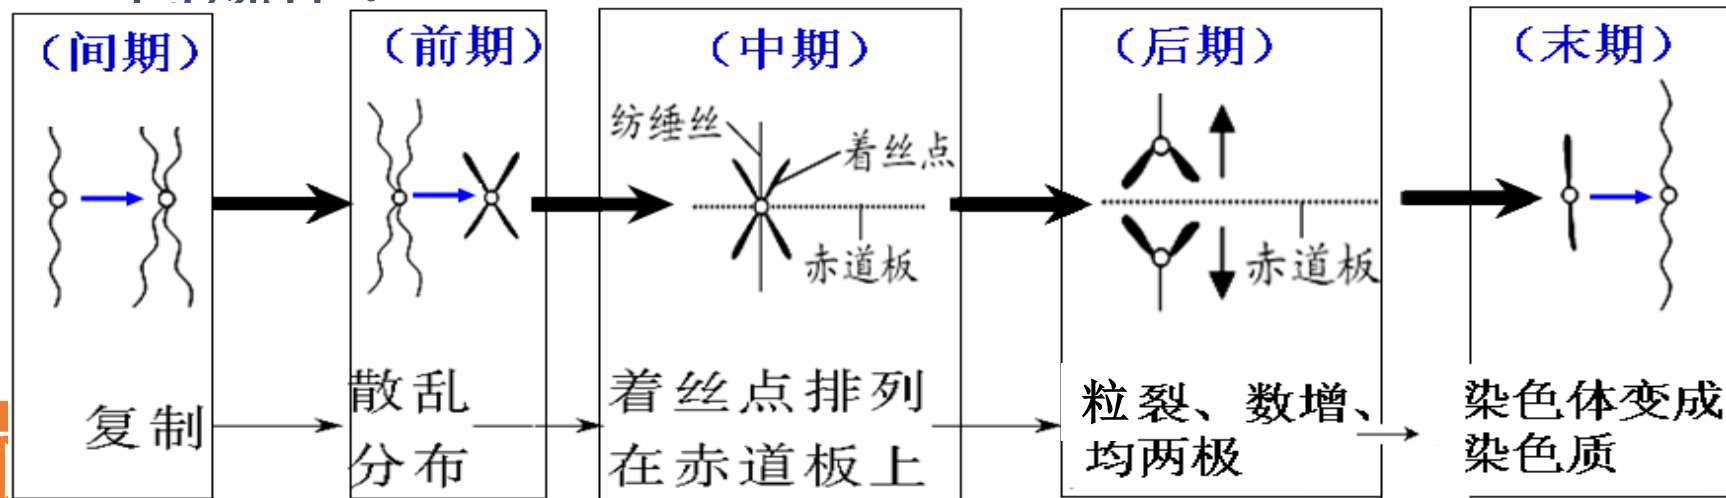 （间期）
（前期）
（中期）
（后期）
（末期）
纺缍丝
着丝点
赤道板
赤道板
复制
散乱
分布
着丝点排列
在赤道板上
粒裂、数增、
均两极
染色体变成
染色质